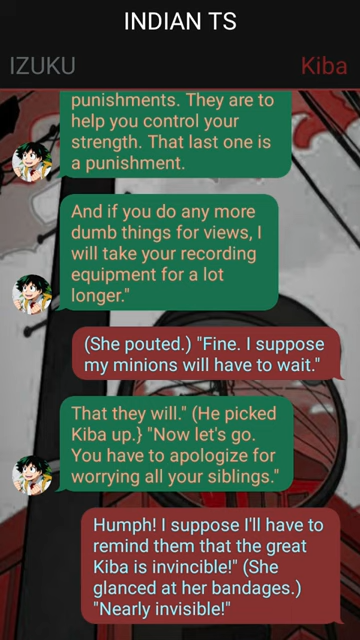 INDIAN TS
IZUKU Kiba
punishments. They are to
help you control your
strength. That last one is
a punishment.
And if you do any more
dumb things for views, I
will take your recording
equipment for a lot
longer."
(She pouted.) "Fine. I suppose
my minions will have to wait."
That they will." (He picked
Kiba up.} "Now let's go.
You have to apologize for
worrying all your siblings."
Humph! I suppose I'll have to
remind them that the great
Kiba is invincible!" (She
glanced at her bandages.)
"Nearly invisible!"